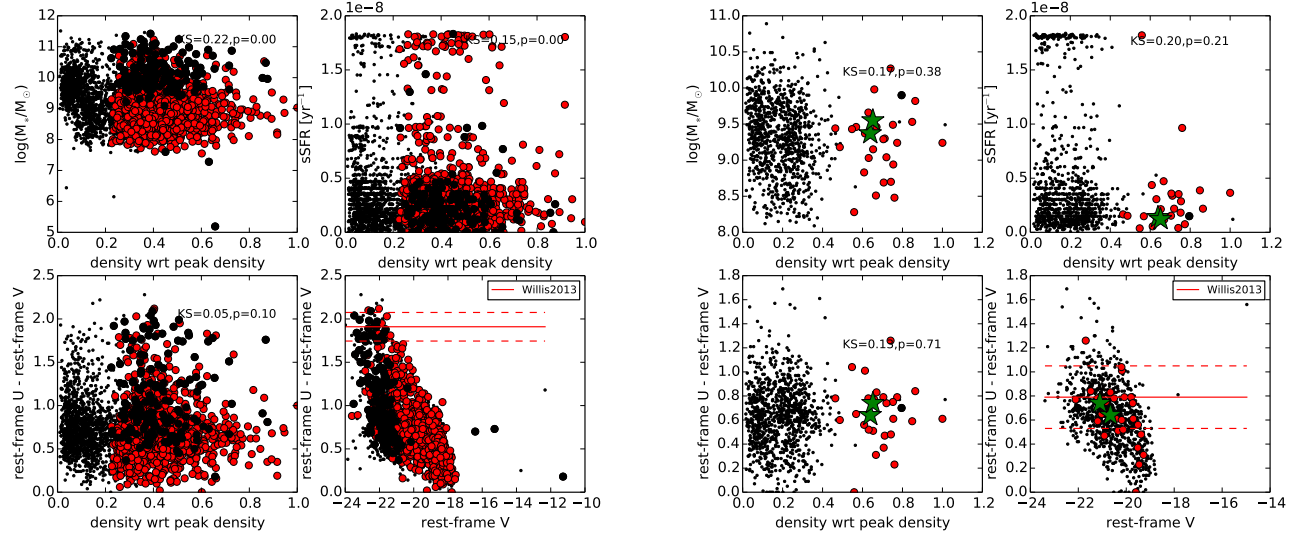 12
11
10
9
8
7
6
5
log(M*/M⊙)
KS=0.22,p=0.00
0.0 0.2 0.4 0.6 0.8 1.0
density wrt peak density
1e−8
2.0
1.5
1.0
0.5
0.0
sSFR [yr⁻¹]
KS=0.15,p=0.00
0.0 0.2 0.4 0.6 0.8 1.0
density wrt peak density
11.0
10.5
10.0
9.5
9.0
8.5
8.0
log(M*/M⊙)
KS=0.17,p=0.38
0.0 0.2 0.4 0.6 0.8 1.0 1.2
density wrt peak density
1e−8
2.0
1.5
1.0
0.5
0.0
sSFR [yr⁻¹]
KS=0.20,p=0.21
0.0 0.2 0.4 0.6 0.8 1.0 1.2
density wrt peak density
2.5
2.0
1.5
1.0
0.5
0.0
rest-frame U - rest-frame V
KS=0.05,p=0.10
0.0 0.2 0.4 0.6 0.8 1.0
density wrt peak density
2.5
2.0
1.5
1.0
0.5
0.0
rest-frame U - rest-frame V
Willis2013
−24 −22 −20 −18 −16 −14 −12 −10
rest-frame V
1.8
1.6
1.4
1.2
1.0
0.8
0.6
0.4
0.2
0.0
rest-frame U - rest-frame V
KS=0.13,p=0.71
0.0 0.2 0.4 0.6 0.8 1.0 1.2
density wrt peak density
1.8
1.6
1.4
1.2
1.0
0.8
0.6
0.4
0.2
0.0
rest-frame U - rest-frame V
Willis2013
−24 −22 −20 −18 −16 −14
rest-frame V